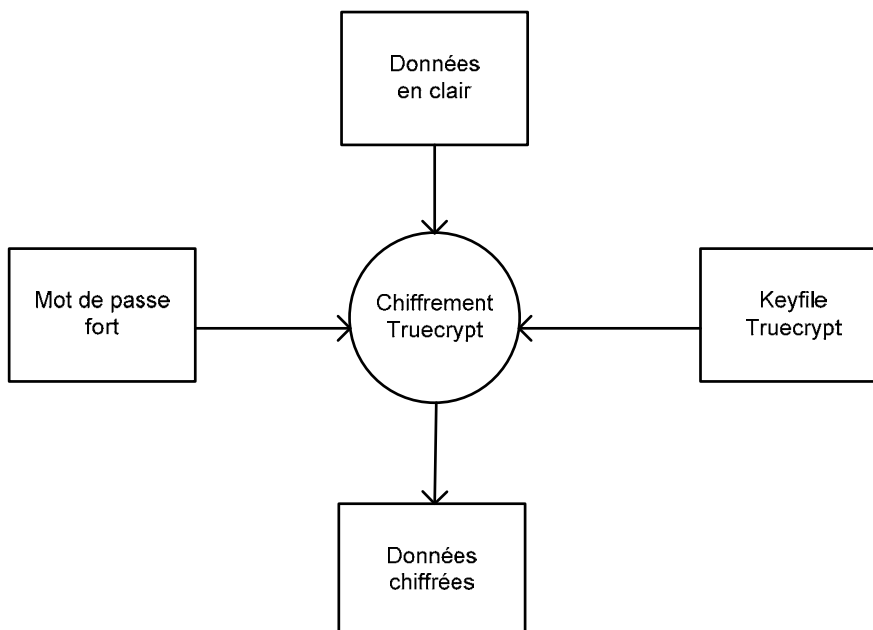 Données
en clair
Mot de passe
fort
Chiffrement
Truecrypt
Keyfile
Truecrypt
Données
chiffrées